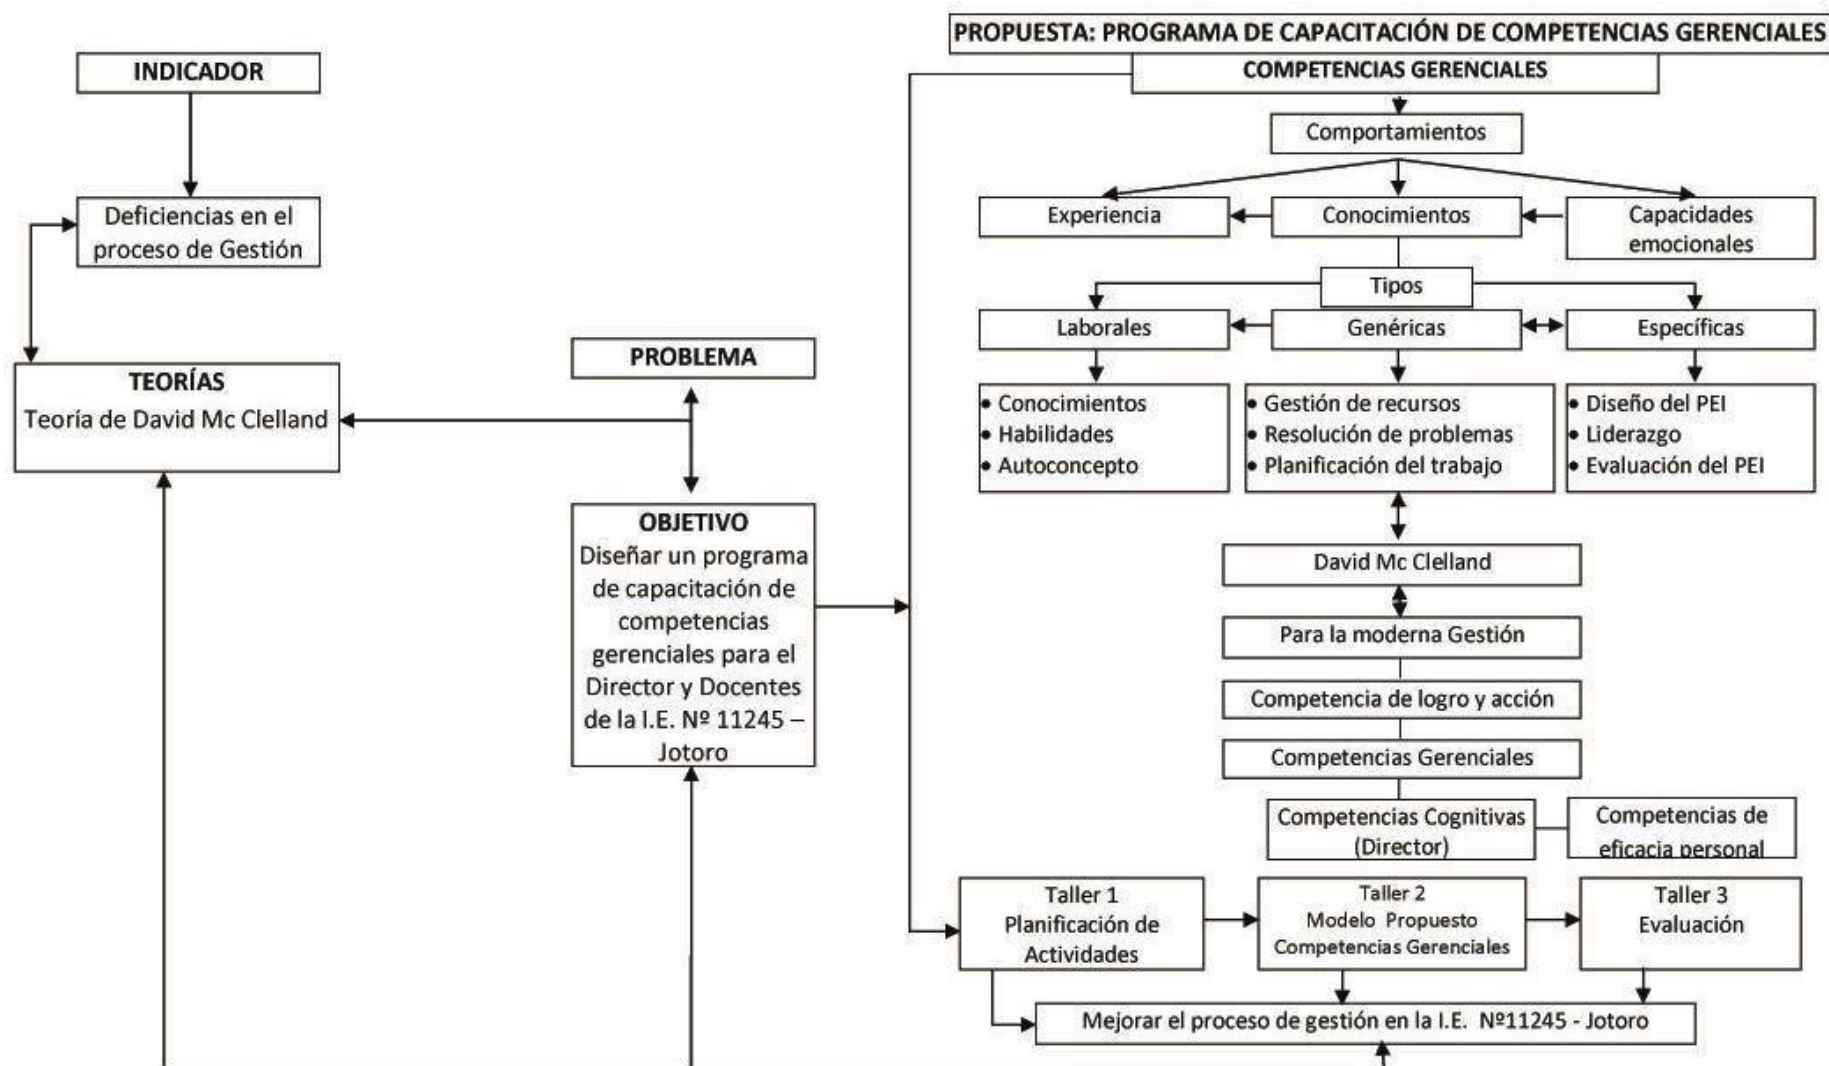 PROPUESTA: PROGRAMA DE CAPACITACIÓN DE COMPETENCIAS GERENCIALES
COMPETENCIAS GERENCIALES
INDICADOR
Deficiencias en el
proceso de Gestión
TEORÍAS
Teoría de David Mc Clelland
PROBLEMA
OBJETIVO
Diseñar un programa
de capacitación de
competencias
gerenciales para el
Director y Docentes
de la I.E. Nº 11245 –
Jotoro
Comportamientos
Experiencia
Conocimientos
Capacidades
emocionales
Tipos
Laborales
Genéricas
Específicas
• Conocimientos
• Habilidades
• Autoconcepto
• Gestión de recursos
• Resolución de problemas
• Planificación del trabajo
• Diseño del PEI
• Liderazgo
• Evaluación del PEI
David Mc Clelland
Para la moderna Gestión
Competencia de logro y acción
Competencias Gerenciales
Competencias Cognitivas
(Director)
Competencias de
eficacia personal
Taller 1
Planificación de
Actividades
Taller 2
Modelo Propuesto
Competencias Gerenciales
Taller 3
Evaluación
Mejorar el proceso de gestión en la I.E. Nº11245 - Jotoro